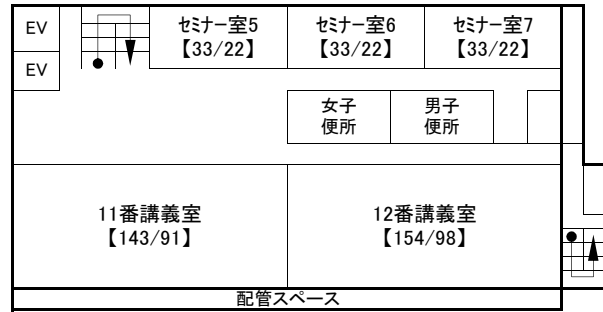 EV
EV
セミナー室5
【33/22】
セミナー室6
【33/22】
セミナー室7
【33/22】
女子
便所
男子
便所
11番講義室
【143/91】
12番講義室
【154/98】
配管スペース